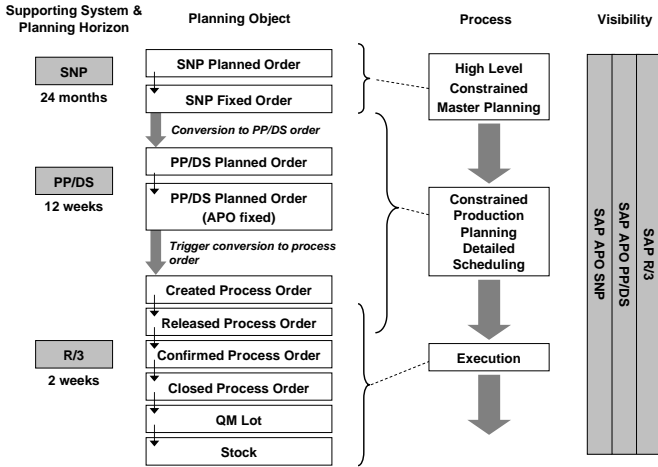 Supporting System &
Planning Horizon
Planning Object
Process
Visibility
SNP
24 months
SNP Planned Order
SNP Fixed Order
Conversion to PP/DS order
High Level
Constrained
Master Planning
PP/DS
12 weeks
PP/DS Planned Order
PP/DS Planned Order
(APO fixed)
Trigger conversion to process
order
Constrained
Production
Planning
Detailed
Scheduling
Created Process Order
Released Process Order
R/3
2 weeks
Confirmed Process Order
Closed Process Order
QM Lot
Stock
Execution
SAP APO SNP
SAP APO PP/DS
SAP R/3